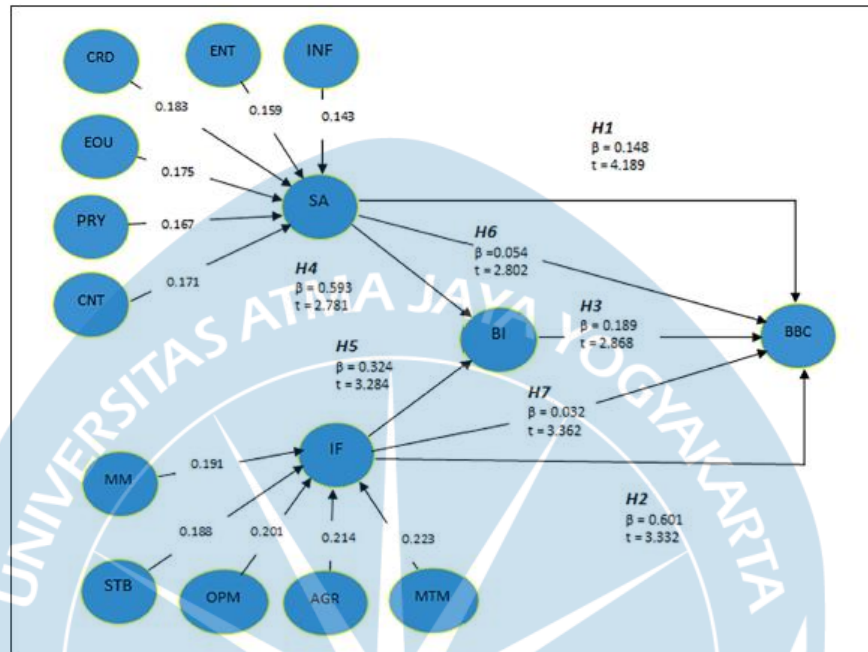 CRD
ENT
INF
0.183
0.159
0.143
H1
β = 0.148
t = 4.189
EOU
0.175
SA
PRY
0.167
H6
β =0.054
t = 2.802
CNT
0.171
H4
β = 0.593
t = 2.781
BI
H3
β = 0.189
t = 2.868
BBC
H5
β = 0.324
t = 3.284
H7
β = 0.032
t = 3.362
IF
MM
0.191
H2
β = 0.601
t = 3.332
0.188
0.201
0.214
0.223
STB
OPM
AGR
MTM
UNIVERSITAS ATMA JAYA YOGYAKARTA